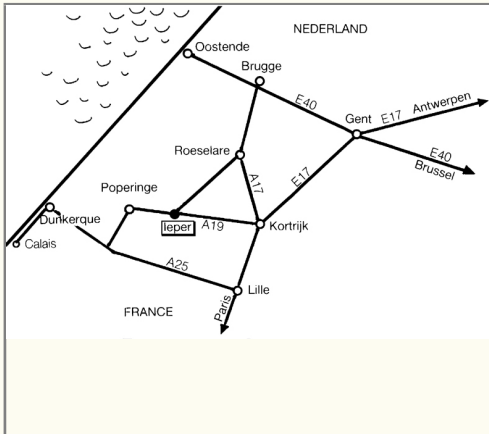 NEDERLAND
Oostende
Brugge
E40
E17 Antwerpen
Gent
E40
Brussel
Roeselare
A17
E17
Poperinge
Dunkerque
Ieper
A19
Kortrijk
Calais
A25
Lille
Paris
FRANCE